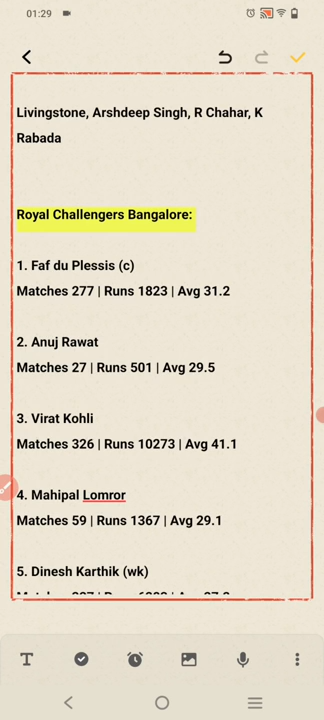 01:29
Livingstone, Arshdeep Singh, R Chahar, K
Rabada
Royal Challengers Bangalore:
1. Faf du Plessis (c)
Matches 277 | Runs 1823 | Avg 31.2
2. Anuj Rawat
Matches 27 | Runs 501 | Avg 29.5
3. Virat Kohli
Matches 326 | Runs 10273 | Avg 41.1
4. Mahipal Lomror
Matches 59 | Runs 1367 | Avg 29.1
5. Dinesh Karthik (wk)